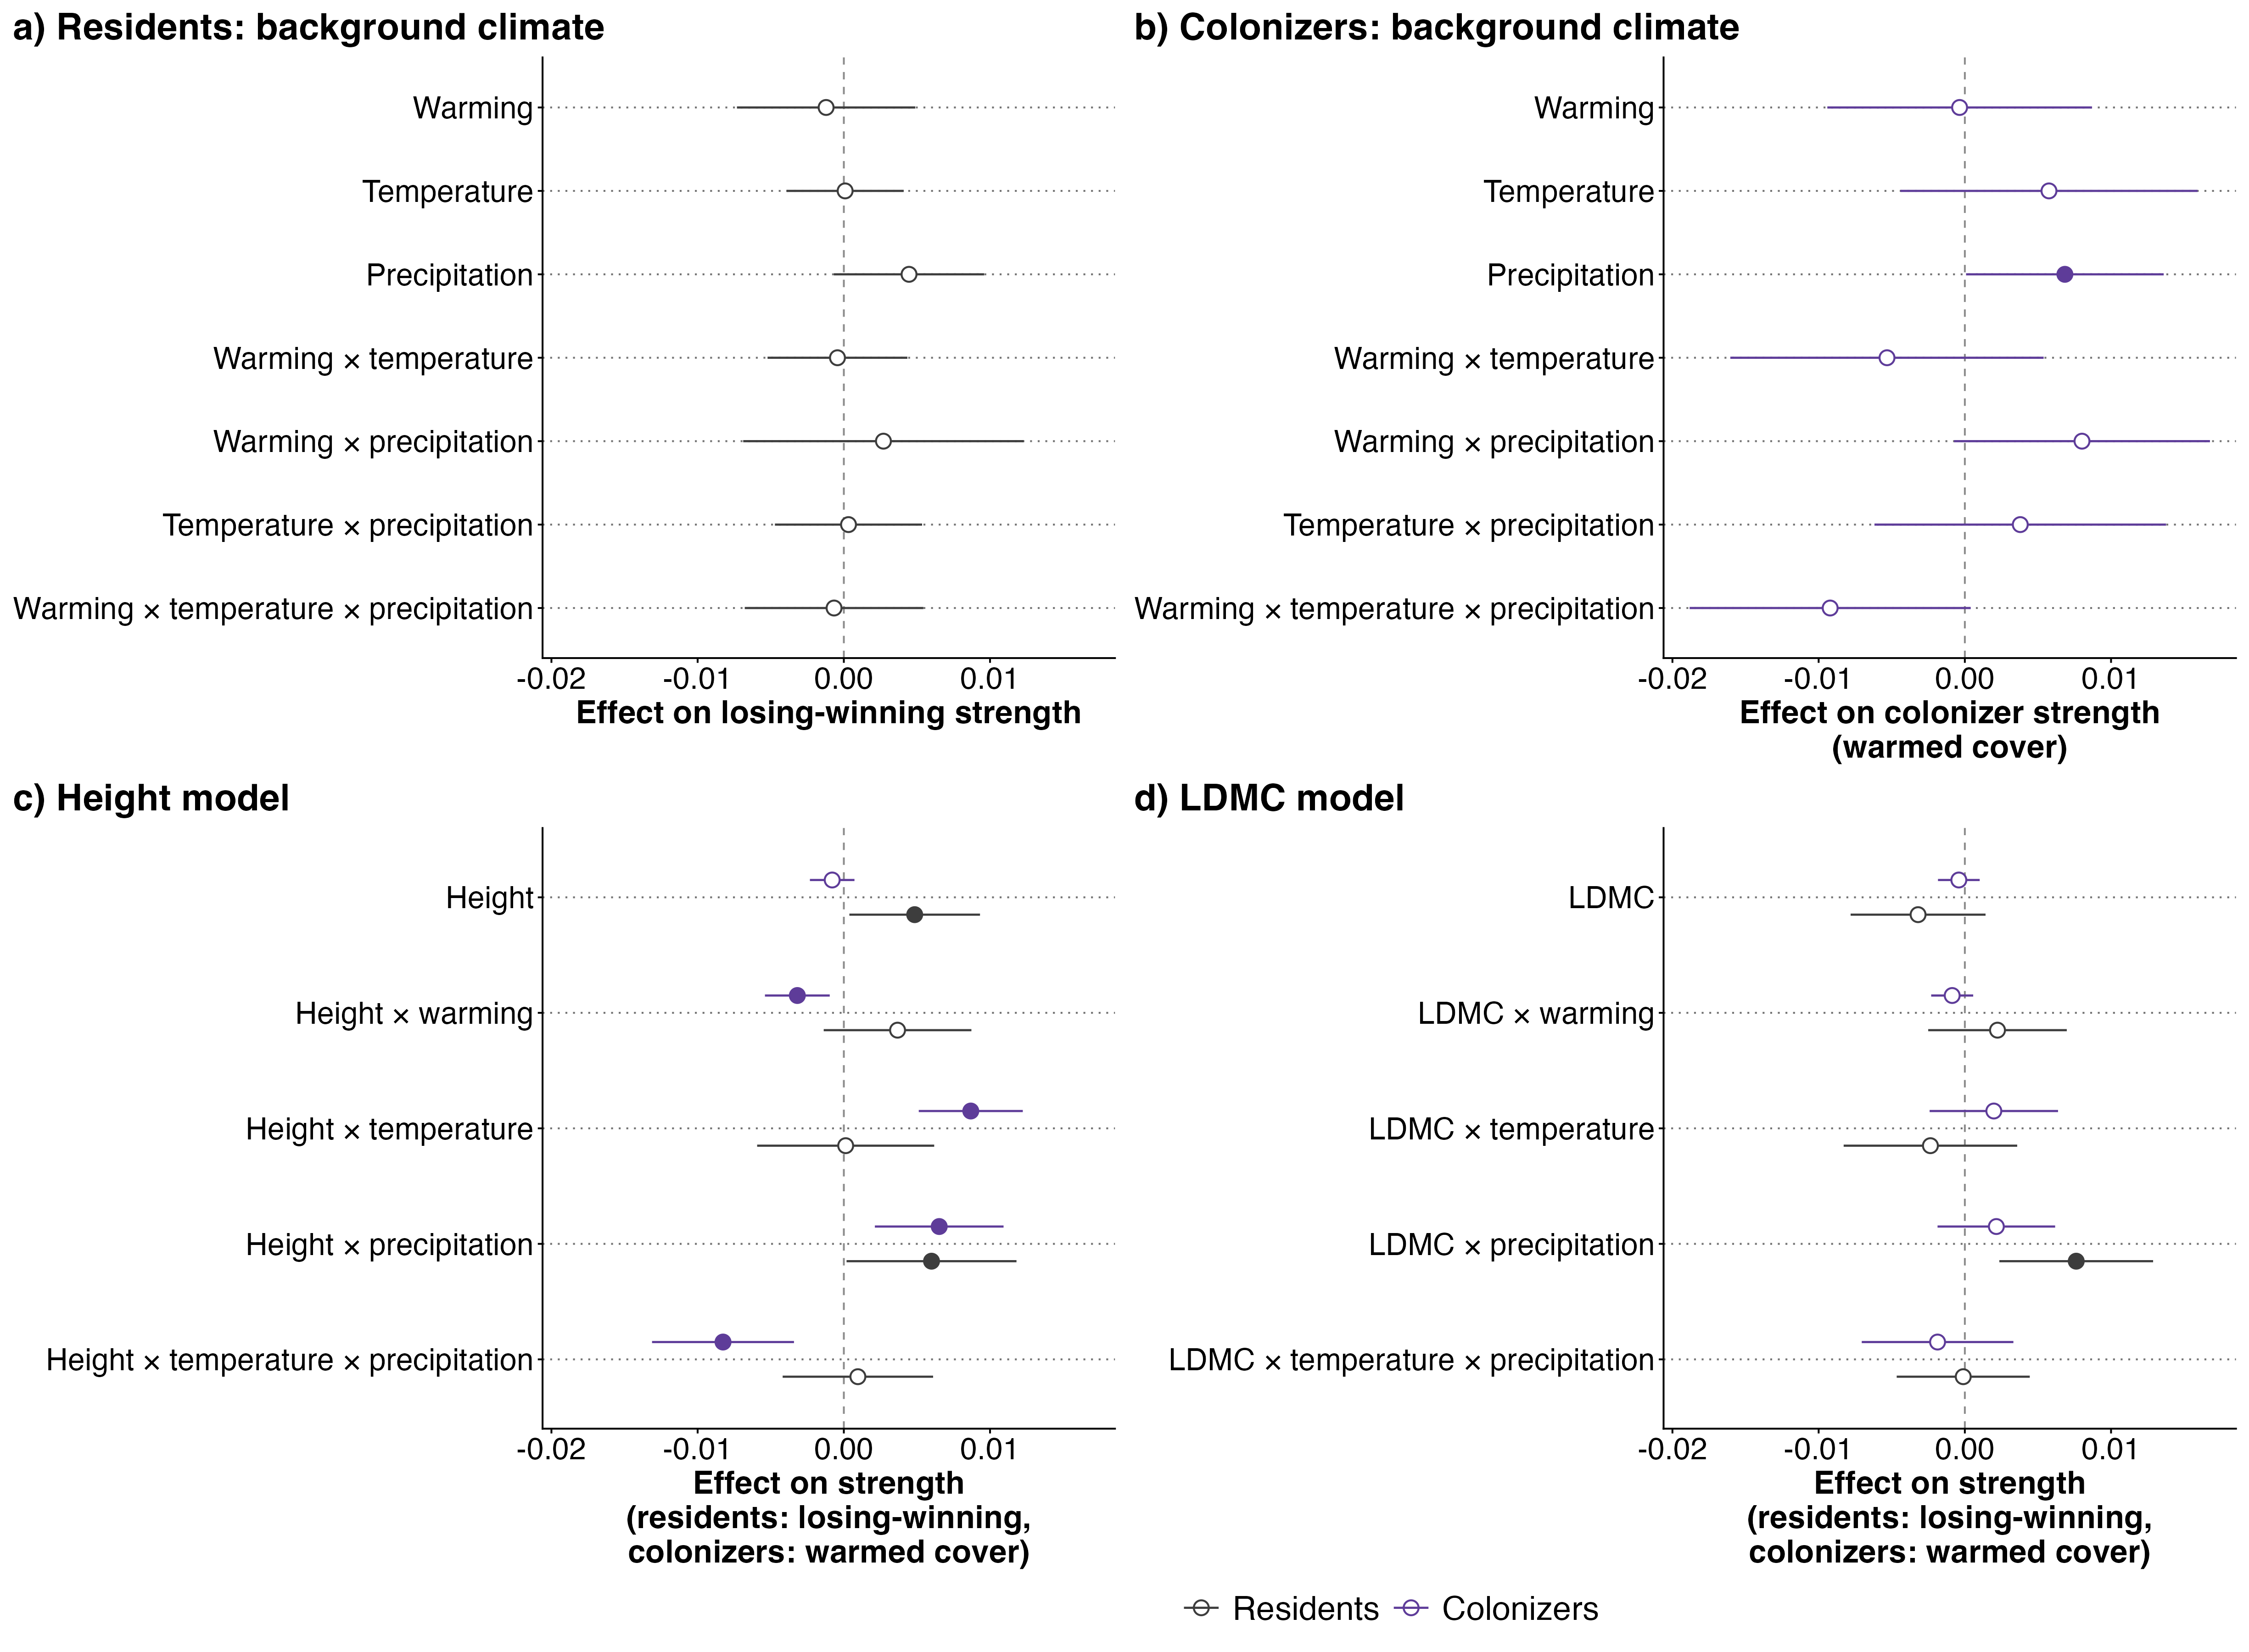 a) Residents: background climate
Warming
Temperature
Precipitation
Warming × temperature
Warming × precipitation
Temperature × precipitation
Warming × temperature × precipitation
-0.02 -0.01 0.00 0.01
Effect on losing-winning strength
b) Colonizers: background climate
Warming
Temperature
Precipitation
Warming × temperature
Warming × precipitation
Temperature × precipitation
Warming × temperature × precipitation
-0.02 -0.01 0.00 0.01
Effect on colonizer strength
(warmed cover)
c) Height model
Height
Height × warming
Height × temperature
Height × precipitation
Height × temperature × precipitation
-0.02 -0.01 0.00 0.01
Effect on strength
(residents: losing-winning,
colonizers: warmed cover)
d) LDMC model
LDMC
LDMC × warming
LDMC × temperature
LDMC × precipitation
LDMC × temperature × precipitation
-0.02 -0.01 0.00 0.01
Effect on strength
(residents: losing-winning,
colonizers: warmed cover)
Residents Colonizers